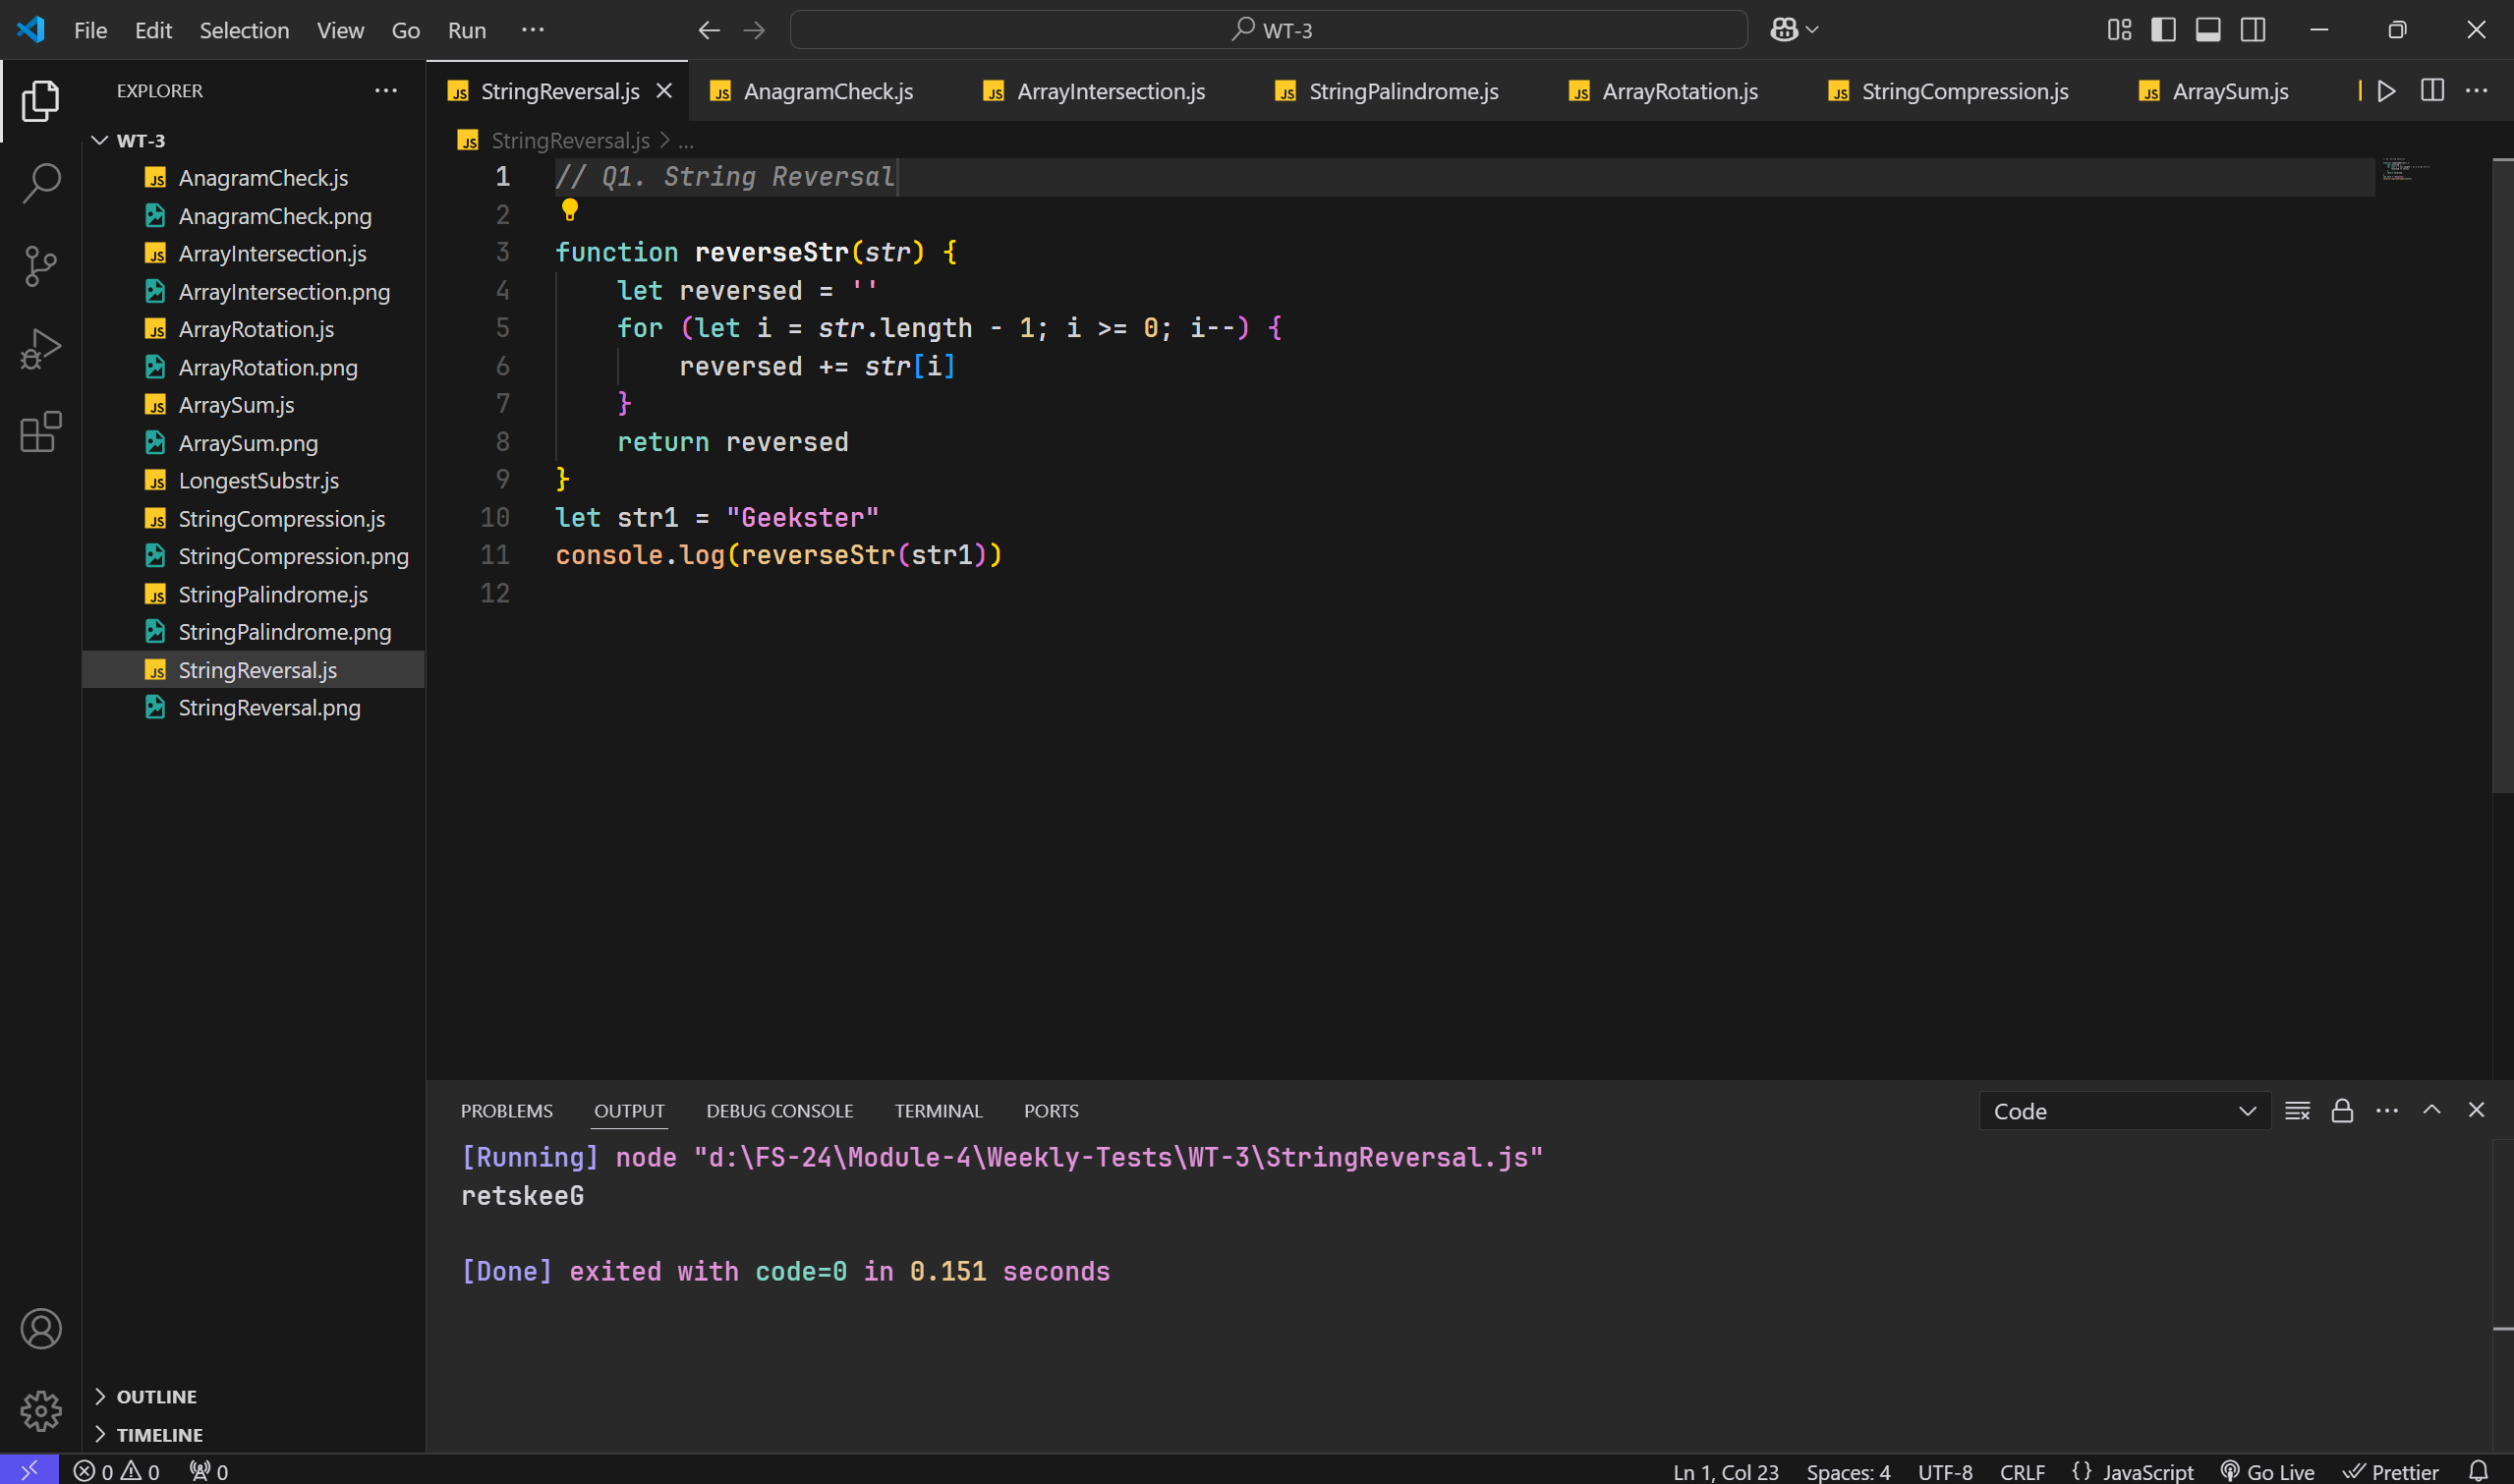 File Edit Selection View Go Run ···
WT-3
EXPLORER
WT-3
AnagramCheck.js
AnagramCheck.png
ArrayIntersection.js
ArrayIntersection.png
ArrayRotation.js
ArrayRotation.png
ArraySum.js
ArraySum.png
LongestSubstr.js
StringCompression.js
StringCompression.png
StringPalindrome.js
StringPalindrome.png
StringReversal.js
StringReversal.png
OUTLINE
TIMELINE
StringReversal.js AnagramCheck.js ArrayIntersection.js StringPalindrome.js ArrayRotation.js StringCompression.js ArraySum.js
StringReversal.js > ...
1 // Q1. String Reversal
2
3 function reverseStr(str) {
4 let reversed = ''
5 for (let i = str.length - 1; i >= 0; i--) {
6 reversed += str[i]
7 }
8 return reversed
9 }
10 let str1 = "Geekster"
11 console.log(reverseStr(str1))
12
PROBLEMS OUTPUT DEBUG CONSOLE TERMINAL PORTS
Code
[Running] node "d:\FS-24\Module-4\Weekly-Tests\WT-3\StringReversal.js"
retskeeG
[Done] exited with code=0 in 0.151 seconds
0 0 0
Ln 1, Col 23 Spaces: 4 UTF-8 CRLF {} JavaScript Go Live Prettier